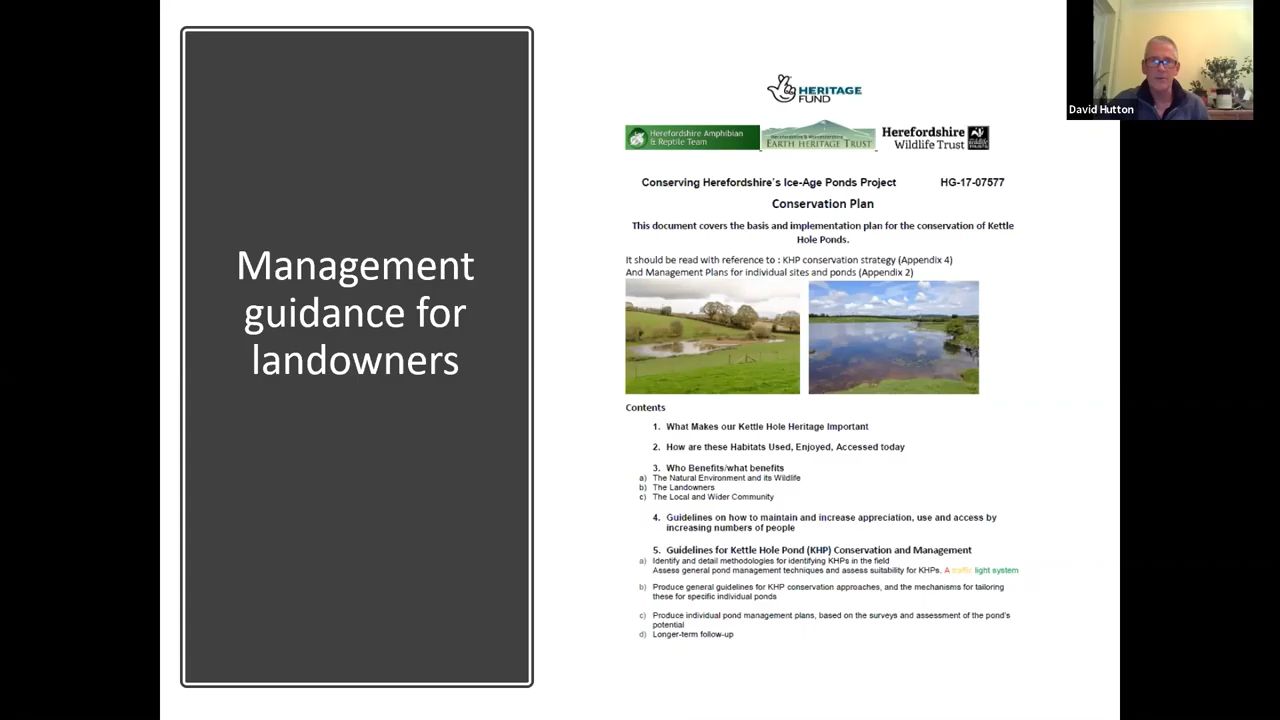 Management
guidance for
landowners
HERITAGE
FUND
Herefordshire Amphibian
& Reptile Team
Herefordshire & Worcestershire
EARTH HERITAGE TRUST
Herefordshire
Wildlife Trust
Conserving Herefordshire's Ice-Age Ponds Project HG-17-07577
Conservation Plan
This document covers the basis and implementation plan for the conservation of Kettle
Hole Ponds.
It should be read with reference to : KHP conservation strategy (Appendix 4)
And Management Plans for individual sites and ponds (Appendix 2)
Contents
1. What Makes our Kettle Hole Heritage Important
2. How are these Habitats Used, Enjoyed, Accessed today
3. Who Benefits/what benefits
a) The Natural Environment and its Wildlife
b) The Landowners
c) The Local and Wider Community
4. Guidelines on how to maintain and increase appreciation, use and access by
increasing numbers of people
5. Guidelines for Kettle Hole Pond (KHP) Conservation and Management
a) Identify and detail methodologies for identifying KHPs in the field
Assess general pond management techniques and assess suitability for KHPs. A traffic light system
b) Produce general guidelines for KHP conservation approaches, and the mechanisms for tailoring
these for specific individual ponds
c) Produce individual pond management plans, based on the surveys and assessment of the pond's
potential
d) Longer-term follow-up
David Hutton